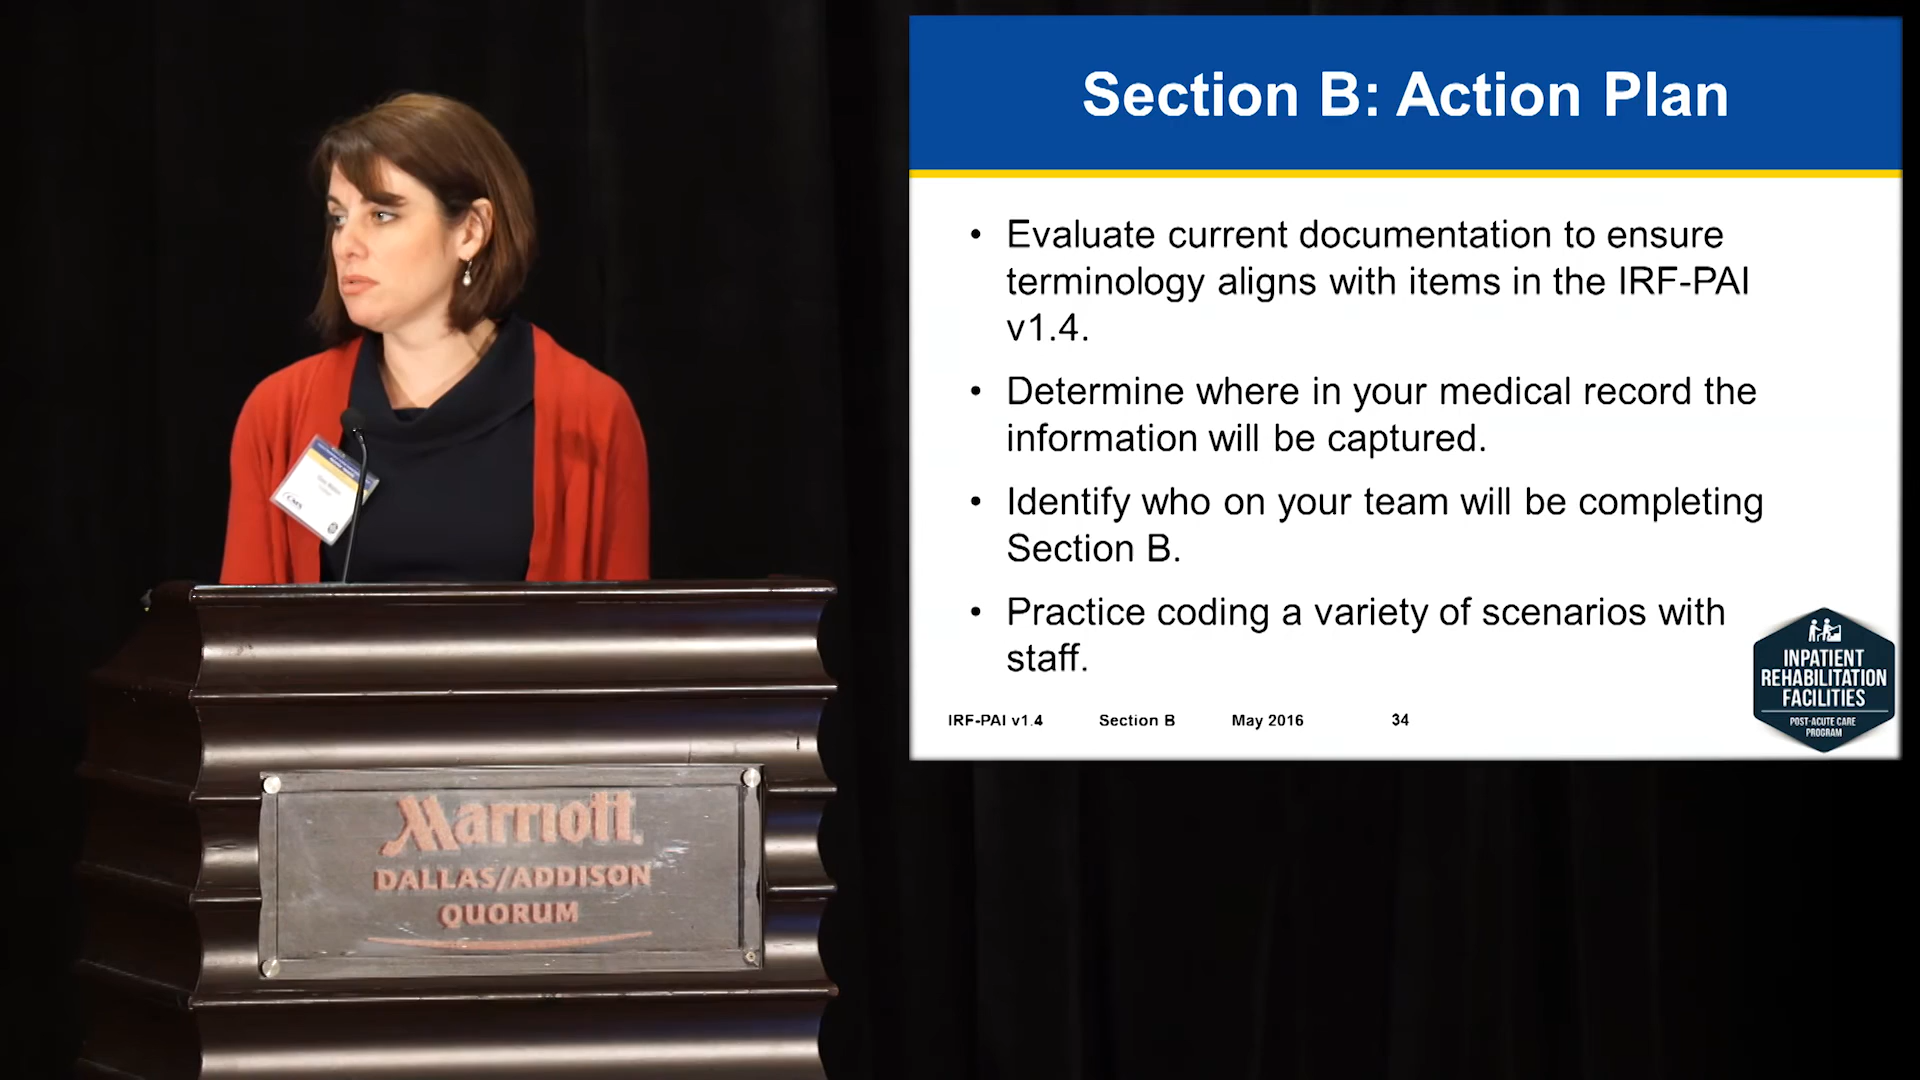 Section B: Action Plan
• Evaluate current documentation to ensure
terminology aligns with items in the IRF-PAI
v1.4.
• Determine where in your medical record the
information will be captured.
• Identify who on your team will be completing
Section B.
• Practice coding a variety of scenarios with
staff.
IRF-PAI v1.4 Section B May 2016 34
INPATIENT
REHABILITATION
FACILITIES
POST-ACUTE CARE
PROGRAM
CMS
Marriott.
DALLAS/ADDISON
QUORUM